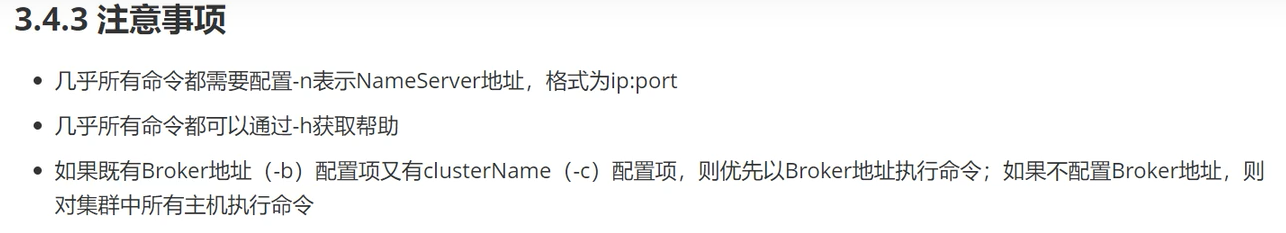 3.4.3 注意事项
几乎所有命令都需要配置-n表示NameServer地址，格式为ip:port
几乎所有命令都可以通过-h获取帮助
如果既有Broker地址（-b）配置项又有clusterName（-c）配置项，则优先以Broker地址执行命令；如果不配置Broker地址，则
对集群中所有主机执行命令